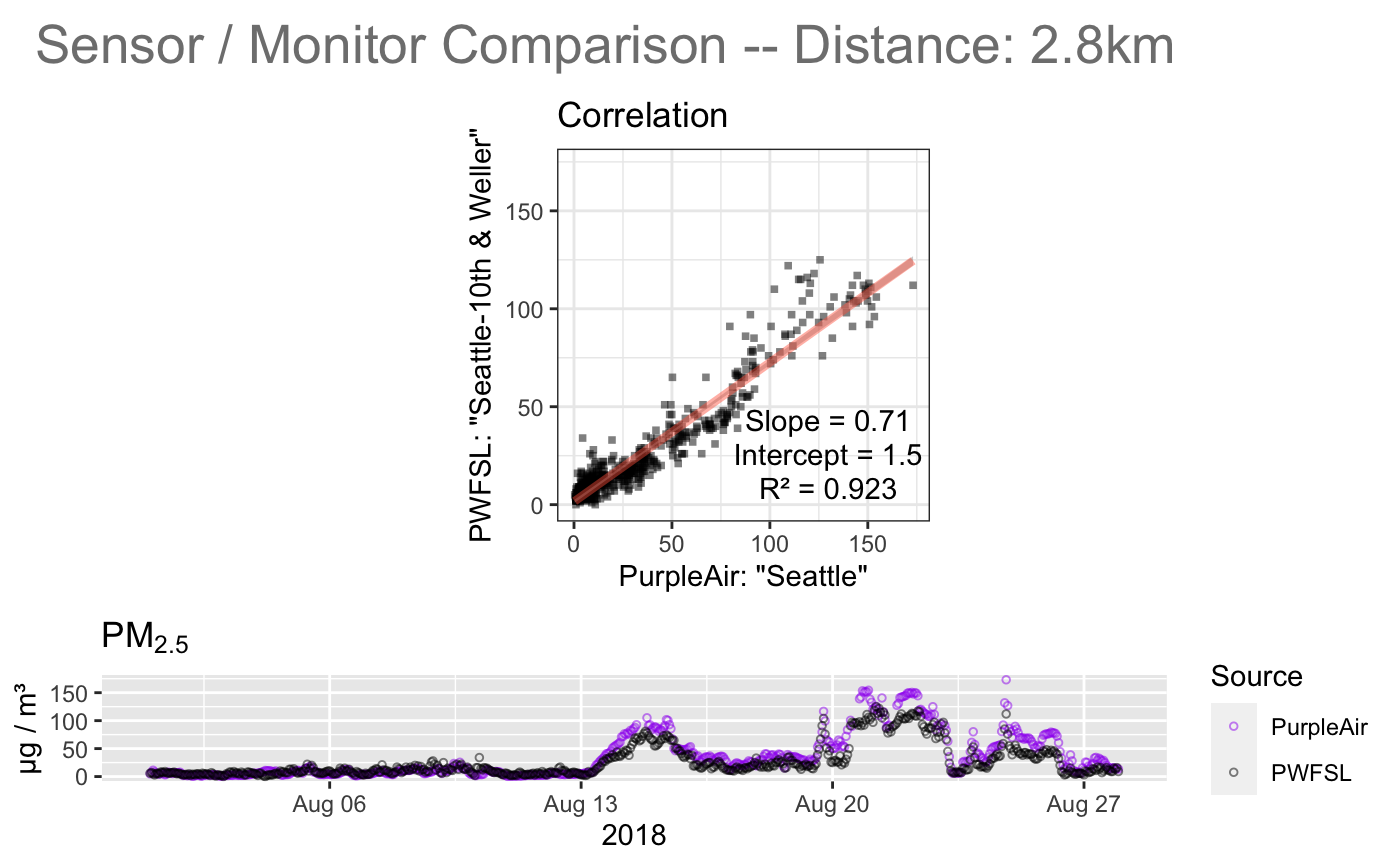 Sensor / Monitor Comparison -- Distance: 2.8km
Correlation
PWFSL: "Seattle-10th & Weller"
150
100
50
0
Slope = 0.71
Intercept = 1.5
R² = 0.923
0 50 100 150
PurpleAir: "Seattle"
PM2.5
µg / m³
150
100
50
0
Aug 06 Aug 13 Aug 20 Aug 27
2018
Source
PurpleAir
PWFSL